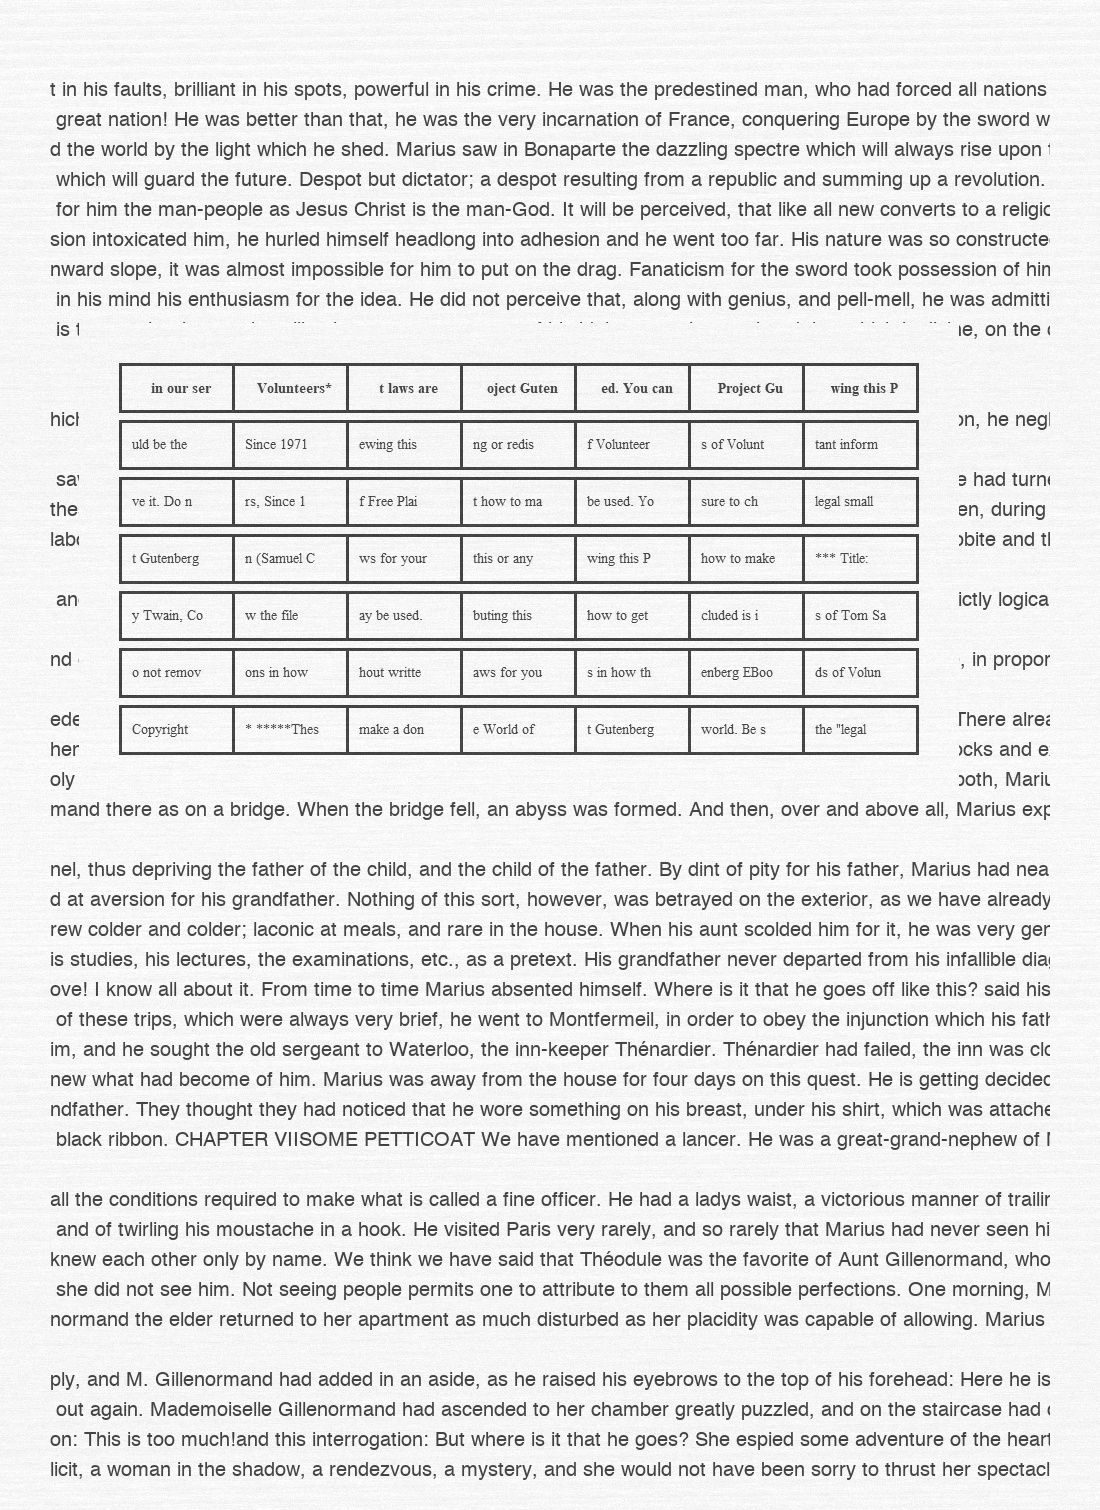 t in his faults, brilliant in his spots, powerful in his crime. He was the predestined man, who had forced all nations
great nation! He was better than that, he was the very incarnation of France, conquering Europe by the sword w
d the world by the light which he shed. Marius saw in Bonaparte the dazzling spectre which will always rise upon
which will guard the future. Despot but dictator; a despot resulting from a republic and summing up a revolution.
for him the man-people as Jesus Christ is the man-God. It will be perceived, that like all new converts to a religio
sion intoxicated him, he hurled himself headlong into adhesion and he went too far. His nature was so constructe
nward slope, it was almost impossible for him to put on the drag. Fanaticism for the sword took possession of him
in his mind his enthusiasm for the idea. He did not perceive that, along with genius, and pell-mell, he was admitti
is ne, on the
in our ser Volunteers* t laws are oject Guten ed. You can Project Gu wing this P
hich on, he negl
uld be the Since 1971 ewing this ng or redis f Volunteer s of Volunt tant inform
sa e had turne
ve it. Do n rs, Since 1 f Free Plai t how to ma be used. Yo sure to ch legal small
the en, during
labo obite and th
t Gutenberg n (Samuel C ws for your this or any wing this P how to make *** Title:
an ictly logica
y Twain, Co w the file ay be used. buting this how to get cluded is i s of Tom Sa
nd , in propor
o not remov ons in how hout writte aws for you s in how th enberg EBoo ds of Volun
ede There alrea
Copyright * *****Thes make a don e World of t Gutenberg world. Be s the "legal
her ocks and e
oly both, Mariu
mand there as on a bridge. When the bridge fell, an abyss was formed. And then, over and above all, Marius exp
nel, thus depriving the father of the child, and the child of the father. By dint of pity for his father, Marius had nea
d at aversion for his grandfather. Nothing of this sort, however, was betrayed on the exterior, as we have already
rew colder and colder; laconic at meals, and rare in the house. When his aunt scolded him for it, he was very gen
is studies, his lectures, the examinations, etc., as a pretext. His grandfather never departed from his infallible diag
ove! I know all about it. From time to time Marius absented himself. Where is it that he goes off like this? said his
of these trips, which were always very brief, he went to Montfermeil, in order to obey the injunction which his fath
im, and he sought the old sergeant to Waterloo, the inn-keeper Thénardier. Thénardier had failed, the inn was clo
new what had become of him. Marius was away from the house for four days on this quest. He is getting decided
ndfather. They thought they had noticed that he wore something on his breast, under his shirt, which was attache
black ribbon. CHAPTER VIISOME PETTICOAT We have mentioned a lancer. He was a great-grand-nephew of M
all the conditions required to make what is called a fine officer. He had a ladys waist, a victorious manner of trailin
and of twirling his moustache in a hook. He visited Paris very rarely, and so rarely that Marius had never seen hi
knew each other only by name. We think we have said that Théodule was the favorite of Aunt Gillenormand, who
she did not see him. Not seeing people permits one to attribute to them all possible perfections. One morning, M
normand the elder returned to her apartment as much disturbed as her placidity was capable of allowing. Marius
ply, and M. Gillenormand had added in an aside, as he raised his eyebrows to the top of his forehead: Here he is
out again. Mademoiselle Gillenormand had ascended to her chamber greatly puzzled, and on the staircase had
on: This is too much!and this interrogation: But where is it that he goes? She espied some adventure of the heart
licit, a woman in the shadow, a rendezvous, a mystery, and she would not have been sorry to thrust her spectacl